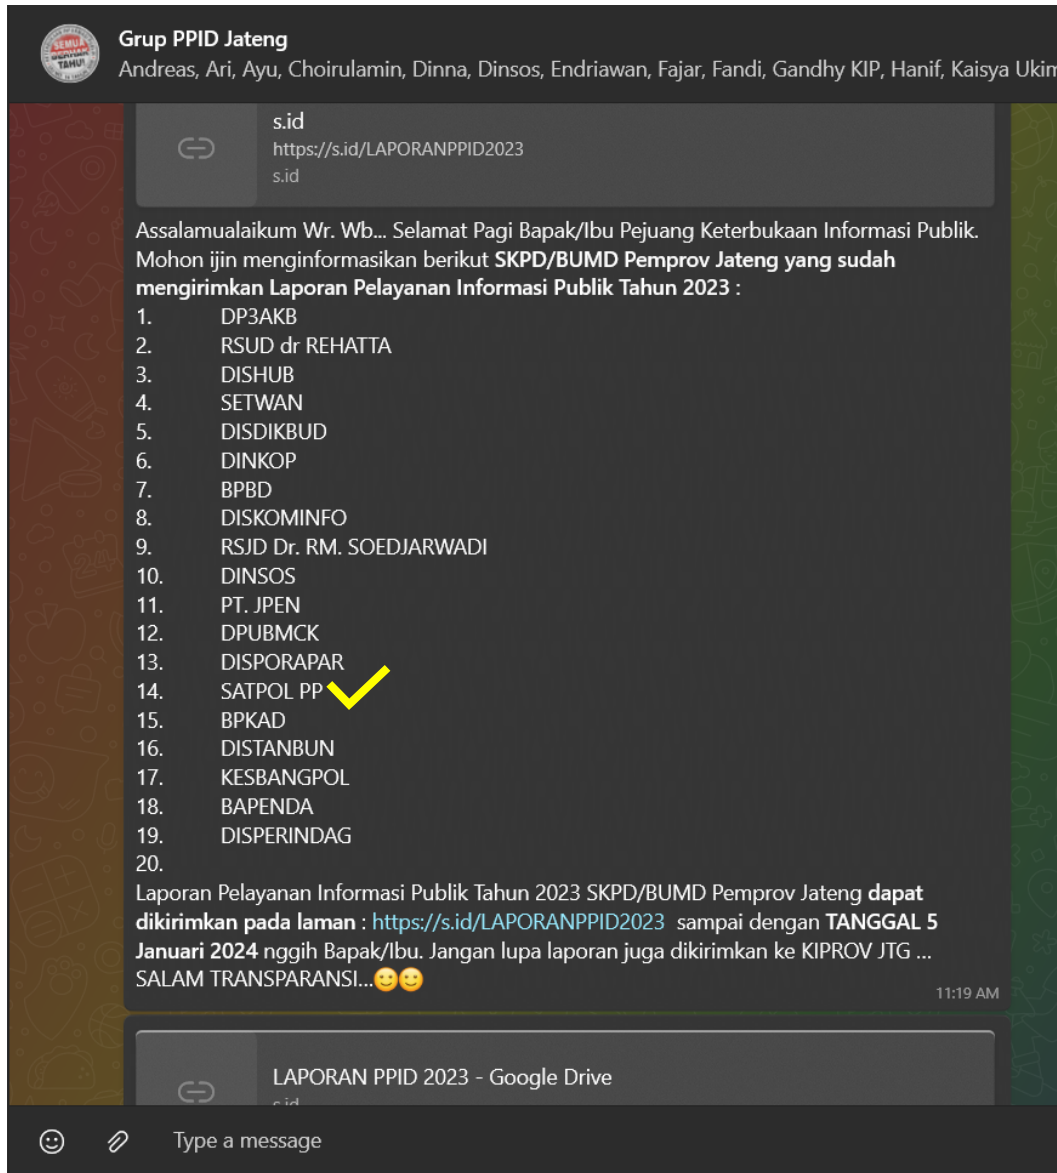 SEMUA
BERHAK
TAHU!
Grup PPID Jateng
Andreas, Ari, Ayu, Choirulamin, Dinna, Dinsos, Endriawan, Fajar, Fandi, Gandhy KIP, Hanif, Kaisya
s.id
https://s.id/LAPORANPPID2023
s.id
Assalamualaikum Wr. Wb... Selamat Pagi Bapak/Ibu Pejuang Keterbukaan Informasi Publik.
Mohon ijin menginformasikan berikut SKPD/BUMD Pemprov Jateng yang sudah
mengirimkan Laporan Pelayanan Informasi Publik Tahun 2023 :
1. DP3AKB
2. RSUD dr REHATTA
3. DISHUB
4. SETWAN
5. DISDIKBUD
6. DINKOP
7. BPBD
8. DISKOMINFO
9. RSJD Dr. RM. SOEDJARWADI
10. DINSOS
11. PT. JPEN
12. DPUBMCK
13. DISPORAPAR
14. SATPOL PP
15. BPKAD
16. DISTANBUN
17. KESBANGPOL
18. BAPENDA
19. DISPERINDAG
20.
Laporan Pelayanan Informasi Publik Tahun 2023 SKPD/BUMD Pemprov Jateng dapat
dikirimkan pada laman : https://s.id/LAPORANPPID2023 sampai dengan TANGGAL 5
Januari 2024 nggih Bapak/Ibu. Jangan lupa laporan juga dikirimkan ke KIPROV JTG ...
SALAM TRANSPARANSI...🙂🙂
11:19 AM
LAPORAN PPID 2023 - Google Drive
s.id
Type a message